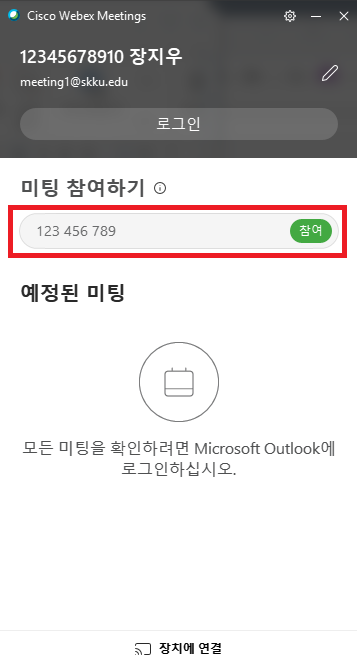 Cisco Webex Meetings
12345678910 장지우
meeting1@skku.edu
로그인
미팅 참여하기
123 456 789 참여
예정된 미팅
모든 미팅을 확인하려면 Microsoft Outlook에
로그인하십시오.
장치에 연결